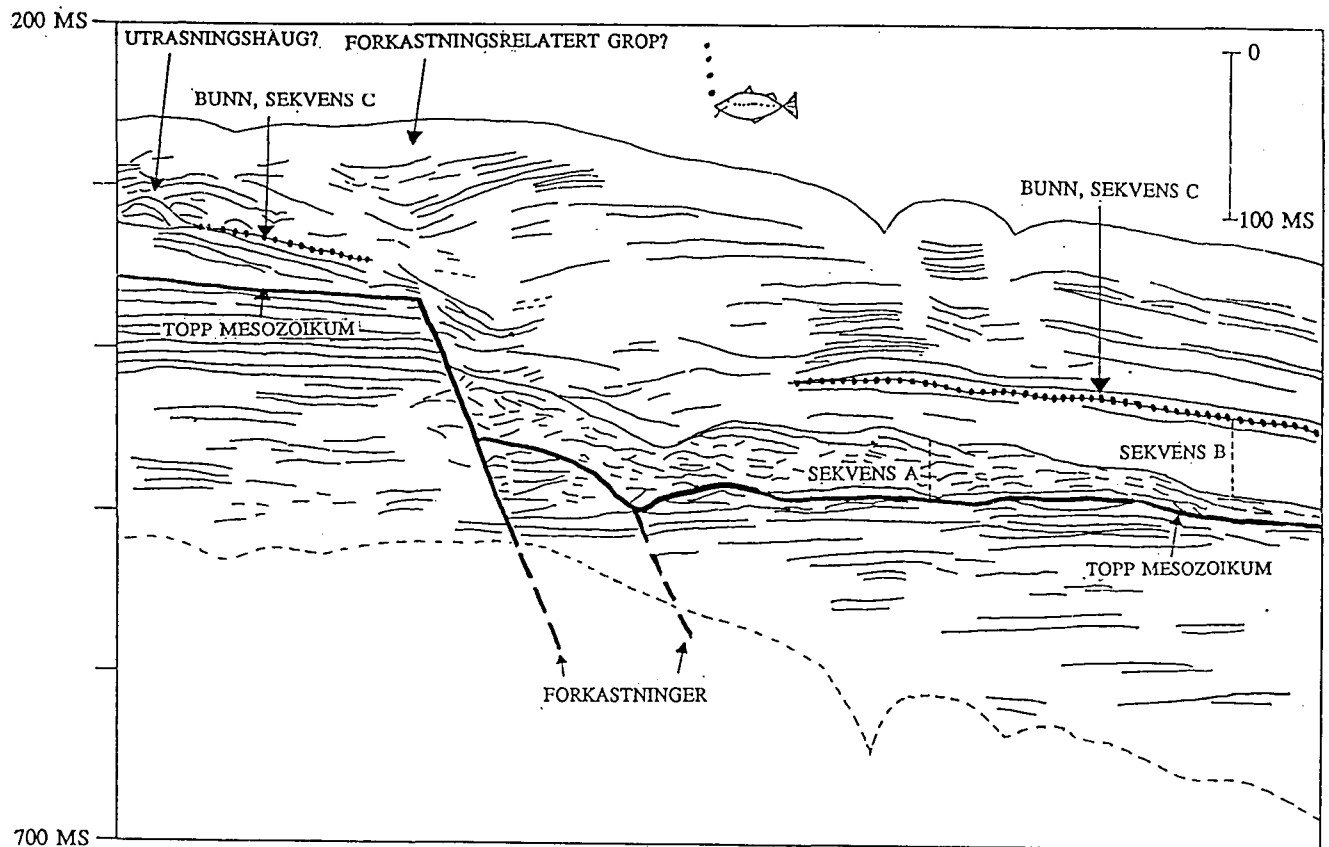 200 MS
UTRASNINGSHAUG?
FORKASTNINGSRELATERT GROP?
0
BUNN, SEKVENS C
BUNN, SEKVENS C
100 MS
TOPP MESOZOIKUM
SEKVENS B
SEKVENS A
TOPP MESOZOIKUM
FORKASTNINGER
700 MS